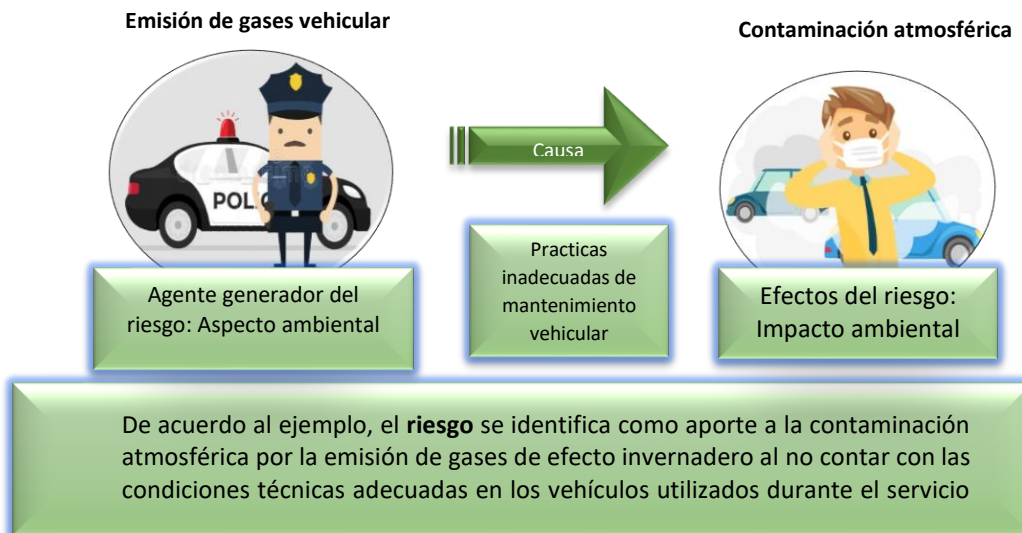 Emisión de gases vehicular
Contaminación atmosférica
POLI
Causa
Practicas
inadecuadas de
mantenimiento
vehicular
Agente generador del
riesgo: Aspecto ambiental
Efectos del riesgo:
Impacto ambiental
De acuerdo al ejemplo, el riesgo se identifica como aporte a la contaminación
atmosférica por la emisión de gases de efecto invernadero al no contar con las
condiciones técnicas adecuadas en los vehículos utilizados durante el servicio